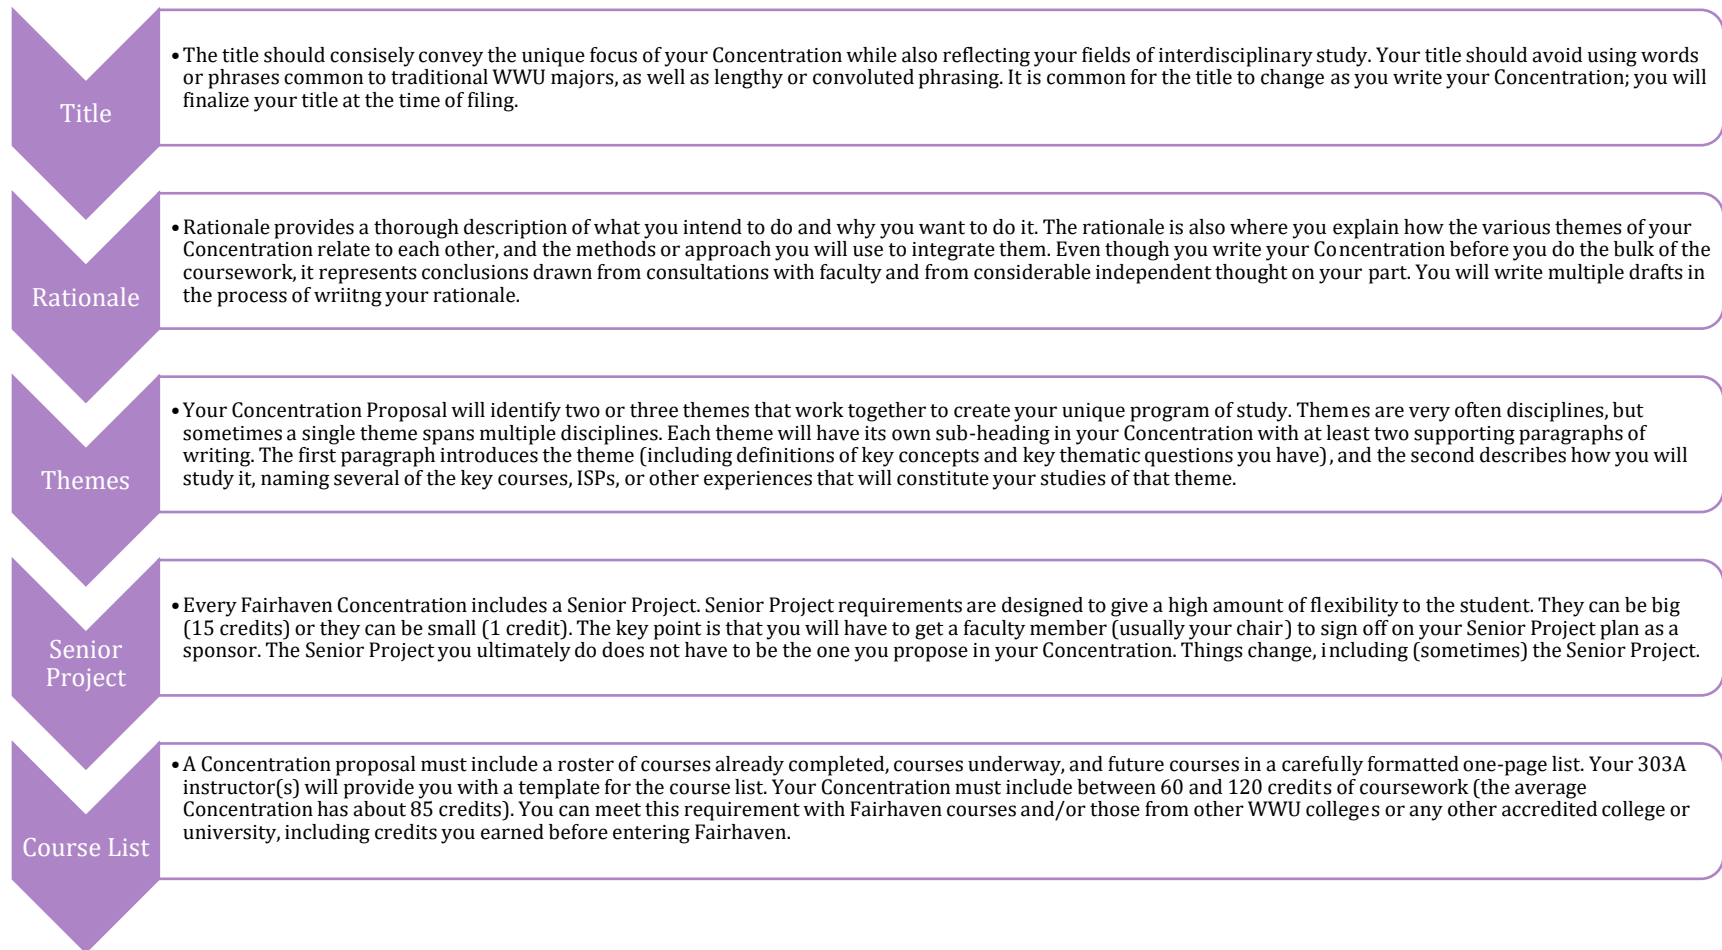 Title
•The title should consisely convey the unique focus of your Concentration while also reflecting your fields of interdisciplinary study. Your title should avoid using words
or phrases common to traditional WWU majors, as well as lengthy or convoluted phrasing. It is common for the title to change as you write your Concentration; you will
finalize your title at the time of filing.
Rationale
•Rationale provides a thorough description of what you intend to do and why you want to do it. The rationale is also where you explain how the various themes of your
Concentration relate to each other, and the methods or approach you will use to integrate them. Even though you write your Concentration before you do the bulk of the
coursework, it represents conclusions drawn from consultations with faculty and from considerable independent thought on your part. You will write multiple drafts in
the process of wriitng your rationale.
Themes
•Your Concentration Proposal will identify two or three themes that work together to create your unique program of study. Themes are very often disciplines, but
sometimes a single theme spans multiple disciplines. Each theme will have its own sub-heading in your Concentration with at least two supporting paragraphs of
writing. The first paragraph introduces the theme (including definitions of key concepts and key thematic questions you have), and the second describes how you will
study it, naming several of the key courses, ISPs, or other experiences that will constitute your studies of that theme.
Senior
Project
•Every Fairhaven Concentration includes a Senior Project. Senior Project requirements are designed to give a high amount of flexibility to the student. They can be big
(15 credits) or they can be small (1 credit). The key point is that you will have to get a faculty member (usually your chair) to sign off on your Senior Project plan as a
sponsor. The Senior Project you ultimately do does not have to be the one you propose in your Concentration. Things change, including (sometimes) the Senior Project.
Course List
•A Concentration proposal must include a roster of courses already completed, courses underway, and future courses in a carefully formatted one-page list. Your 303A
instructor(s) will provide you with a template for the course list. Your Concentration must include between 60 and 120 credits of coursework (the average
Concentration has about 85 credits). You can meet this requirement with Fairhaven courses and/or those from other WWU colleges or any other accredited college or
university, including credits you earned before entering Fairhaven.